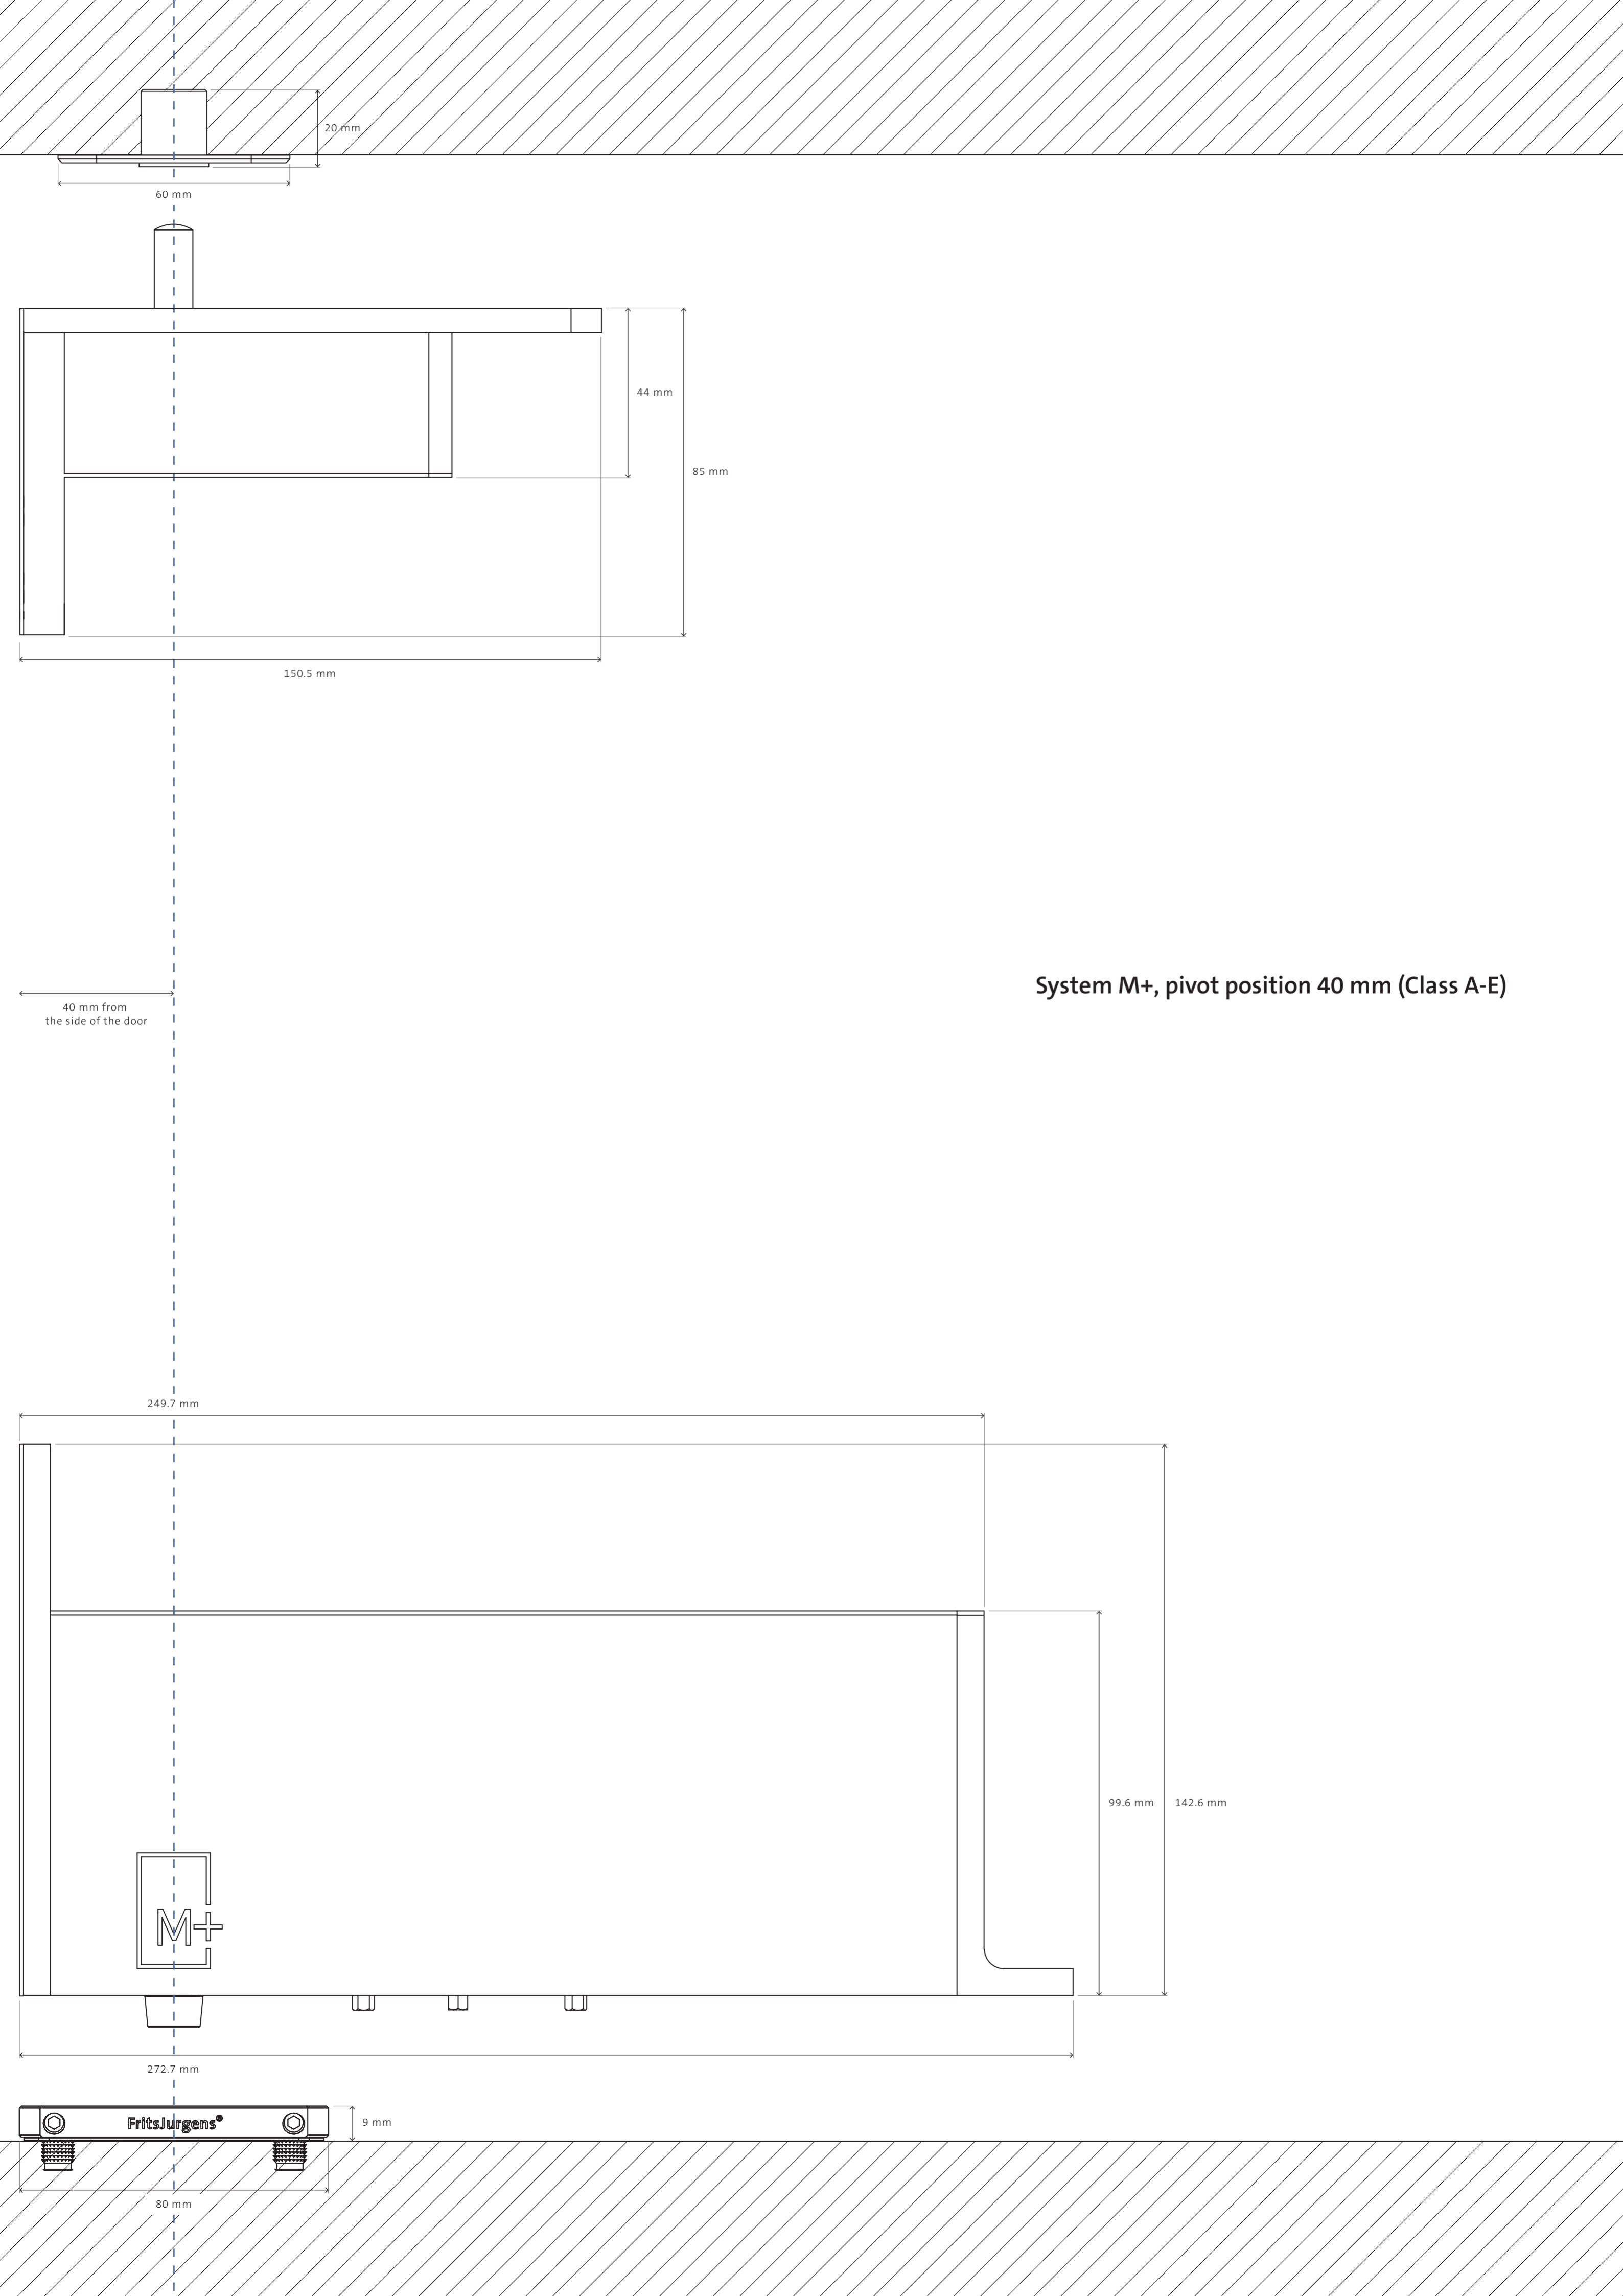 20 mm
60 mm
44 mm
85 mm
150.5 mm
System M+, pivot position 40 mm (Class A-E)
40 mm from
the side of the door
249.7 mm
99.6 mm
142.6 mm
M+
272.7 mm
FritsJurgens®
9 mm
80 mm